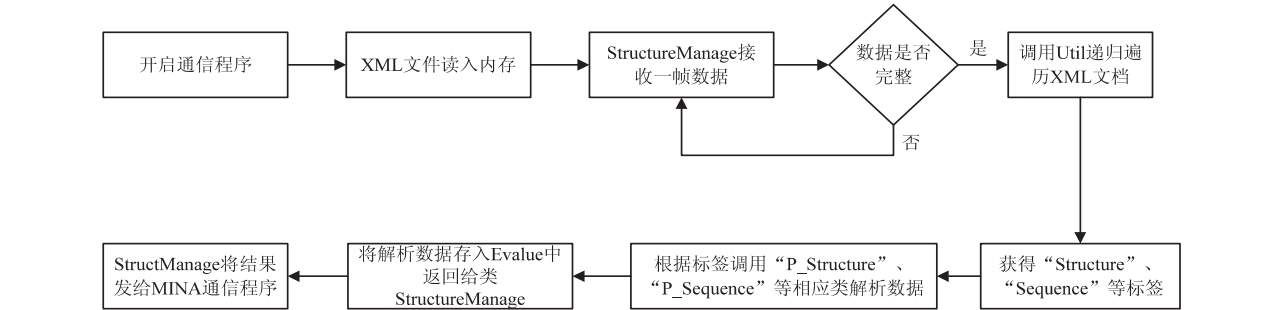 开启通信程序
XML文件读入内存
StructureManage接
收一帧数据
数据是否
完整
是
否
调用Util递归遍
历XML文档
获得“Structure”、
“Sequence”等标签
根据标签调用“P_Structure”、
“P_Sequence”等相应类解析数据
将解析数据存入Evalue中
返回给类
StructureManage
StructManage将结果
发给MINA通信程序